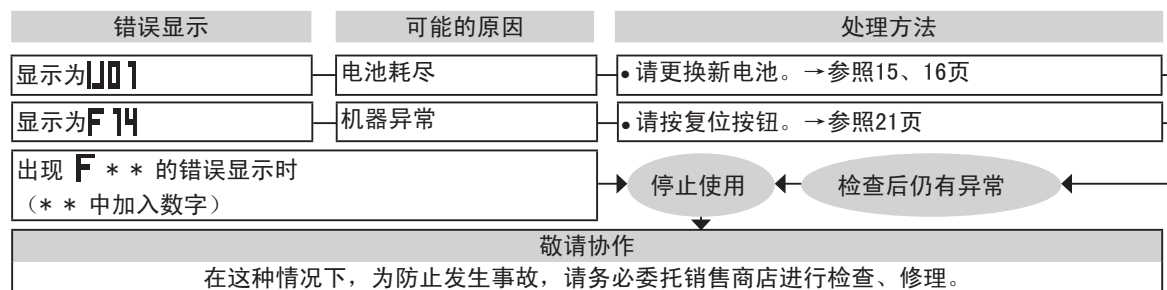 错误显示 可能的原因 处理方法
显示为U01 电池耗尽 •请更换新电池。→参照15、16页
显示为F14 机器异常 •请按复位按钮。→参照21页
出现 F ** 的错误显示时
（** 中加入数字）
停止使用 检查后仍有异常
敬请协作
在这种情况下，为防止发生事故，请务必委托销售商店进行检查、修理。